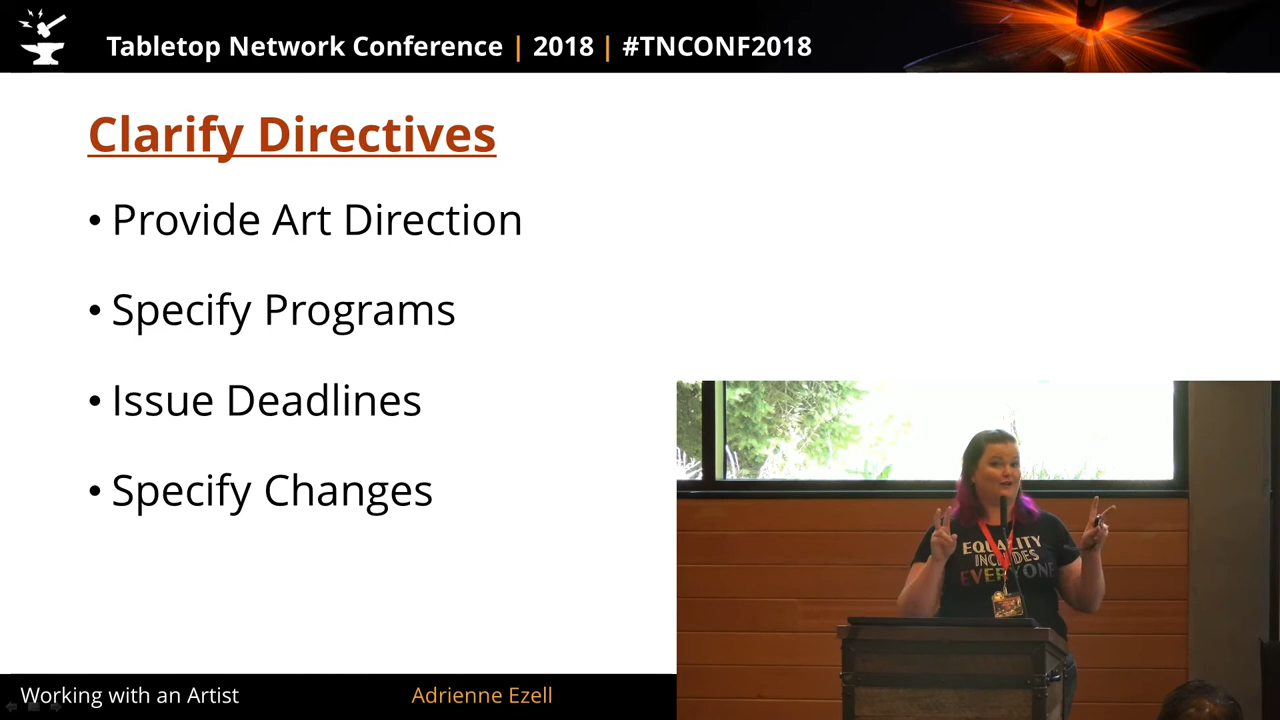 Tabletop Network Conference | 2018 | #TNCONF2018
Clarify Directives
• Provide Art Direction
• Specify Programs
• Issue Deadlines
• Specify Changes
EQUALITY
INCLUDES
EVERYONE
Working with an Artist
Adrienne Ezell